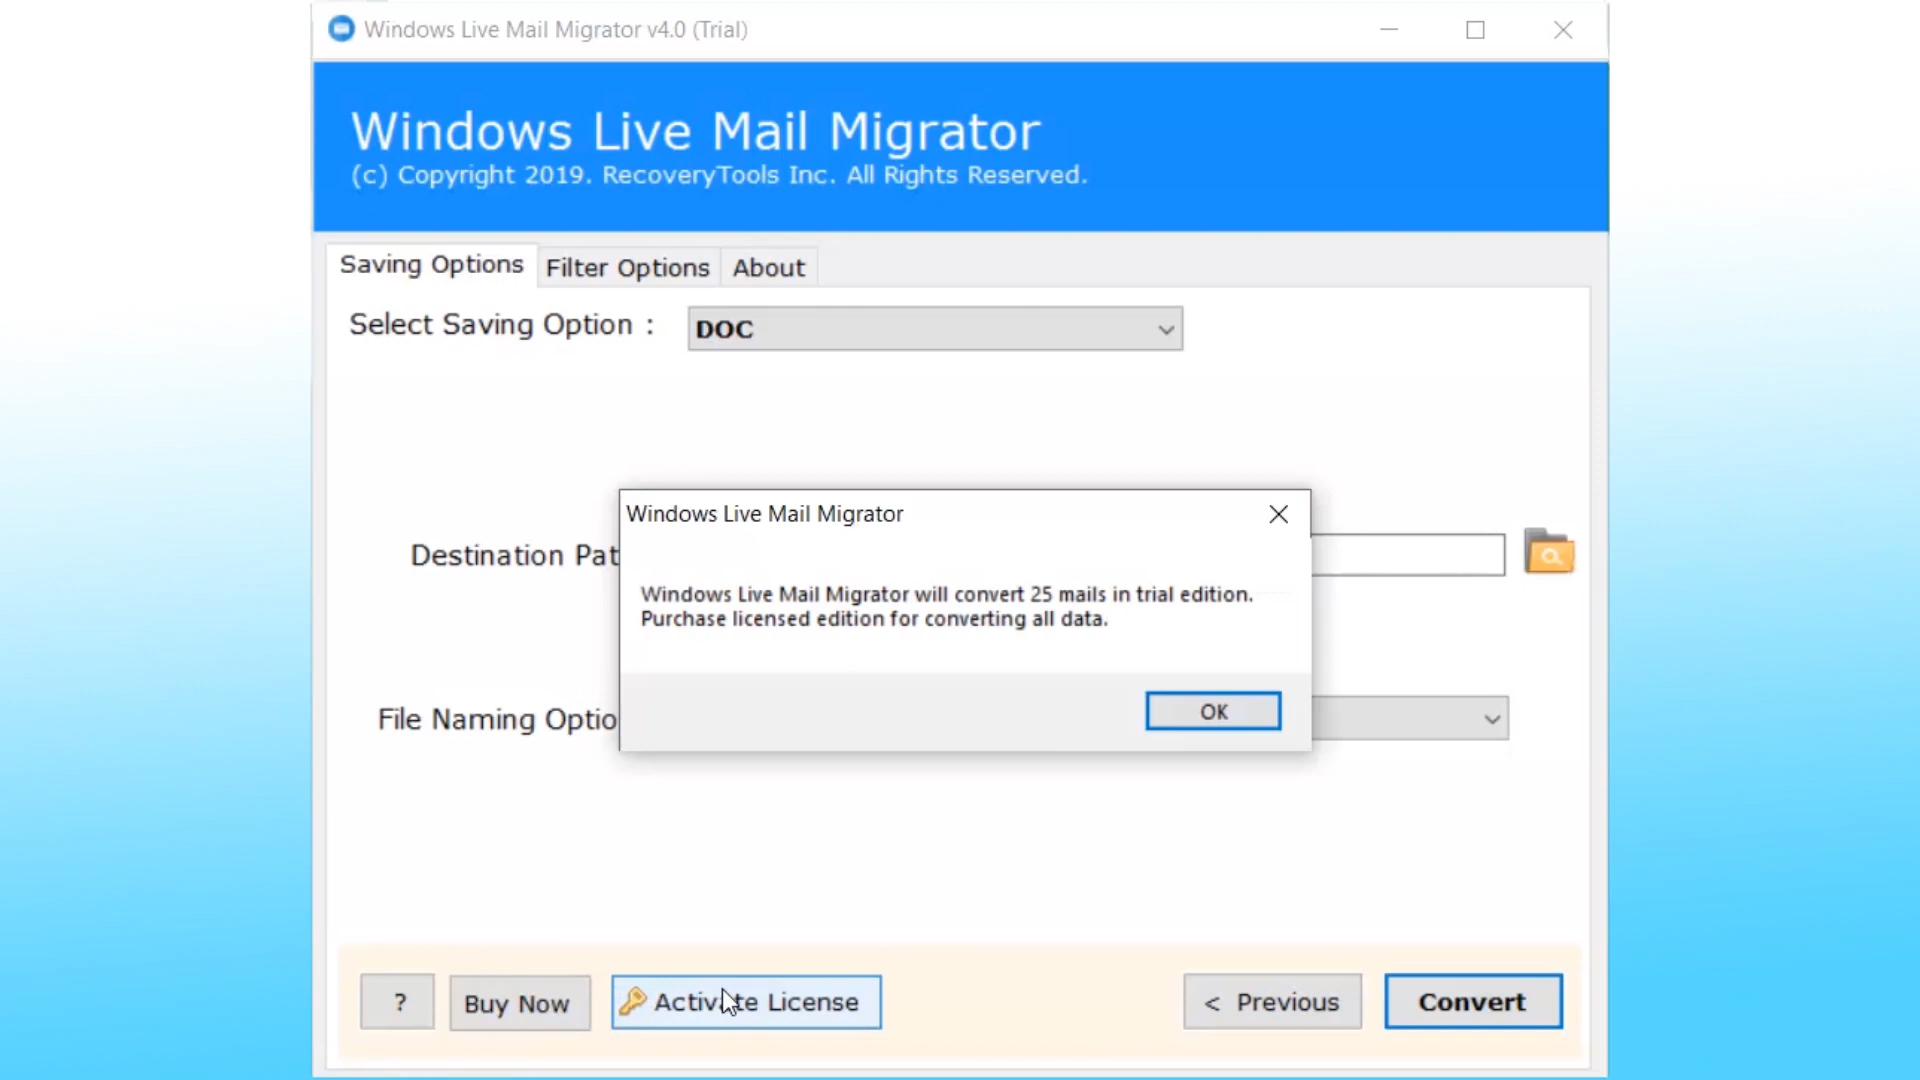 Windows Live Mail Migrator v4.0 (Trial)
Windows Live Mail Migrator
(c) Copyright 2019. RecoveryTools Inc. All Rights Reserved.
Saving Options
Filter Options
About
Select Saving Option :
DOC
Windows Live Mail Migrator
Destination Pat
Windows Live Mail Migrator will convert 25 mails in trial edition.
Purchase licensed edition for converting all data.
OK
File Naming Optio
?
Buy Now
Activate License
< Previous
Convert